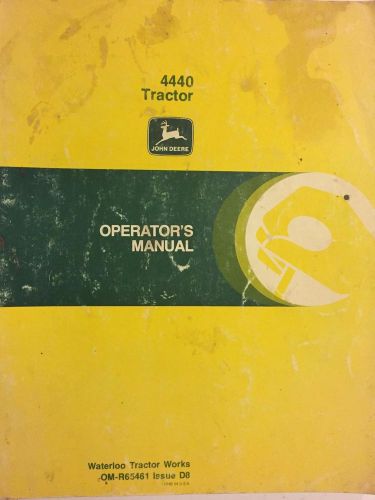 4440
Tractor
JOHN DEERE
OPERATOR'S
MANUAL
Waterloo Tractor Works
OM-R65461 Issue D8